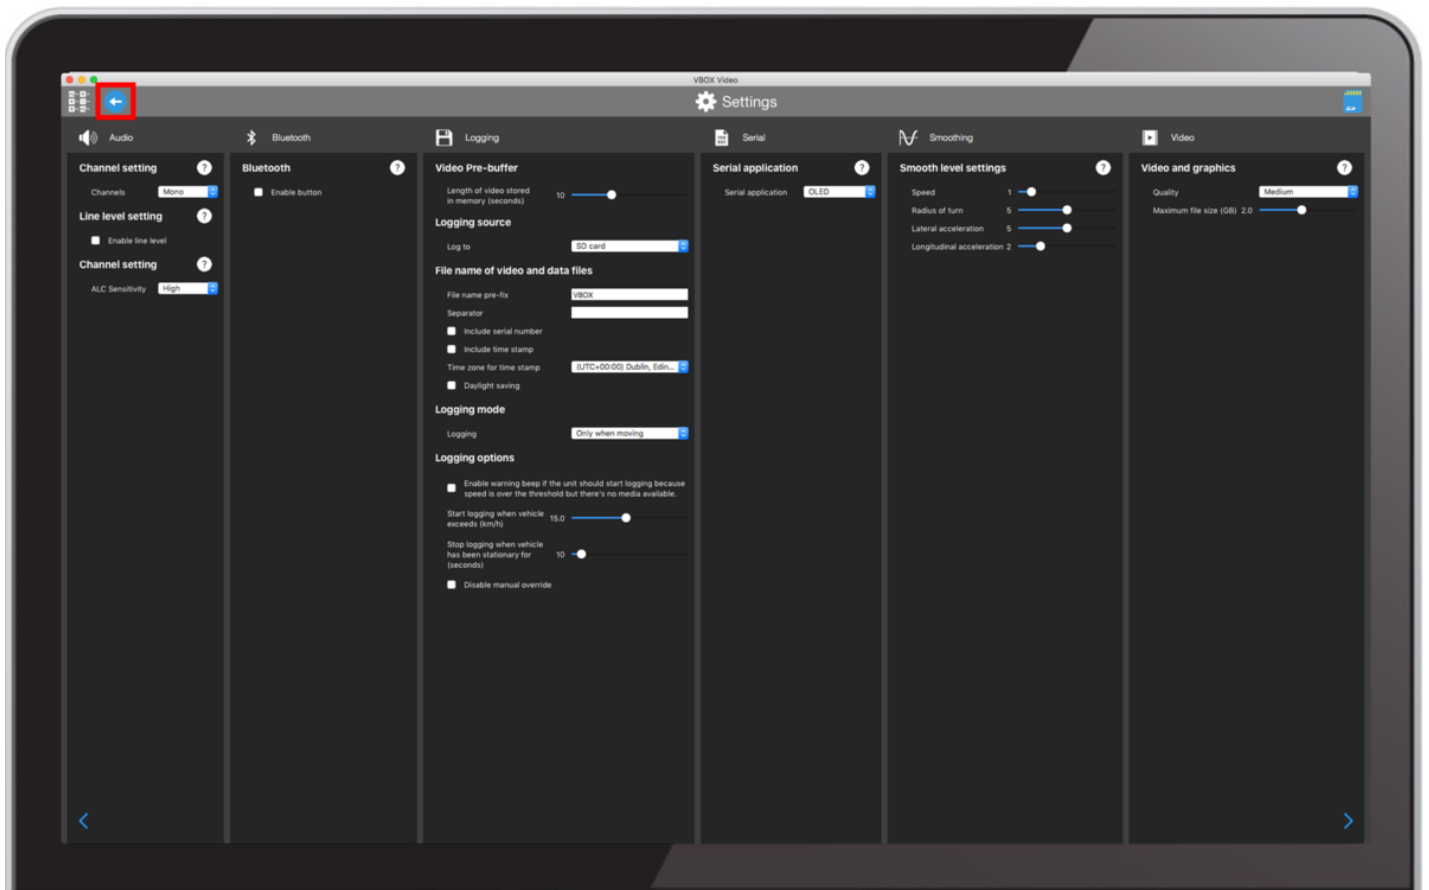 VBOX Video
Settings
Audio
Bluetooth
Logging
Serial
Smoothing
Video
Channel setting ?
Channels Mono
Line level setting ?
Enable line level
Channel setting ?
ALC Sensitivity High
Bluetooth ?
Enable button
Video Pre-buffer
Length of video stored
in memory (seconds) 10
Logging source
Log to SD card
File name of video and data files
File name pre-fix VBOX
Separator
Include serial number
Include time stamp
Time zone for time stamp (UTC+00:00) Dublin, Edin...
Daylight saving
Logging mode
Logging Only when moving
Logging options
Enable warning beep if the unit should start logging because
speed is over the threshold but there's no media available.
Start logging when vehicle
exceeds (km/h) 15.0
Stop logging when vehicle
has been stationary for 10
(seconds)
Disable manual override
Serial application ?
Serial application OLED
Smooth level settings ?
Speed 1
Radius of turn 5
Lateral acceleration 5
Longitudinal acceleration 2
Video and graphics ?
Quality Medium
Maximum file size (GB) 2.0